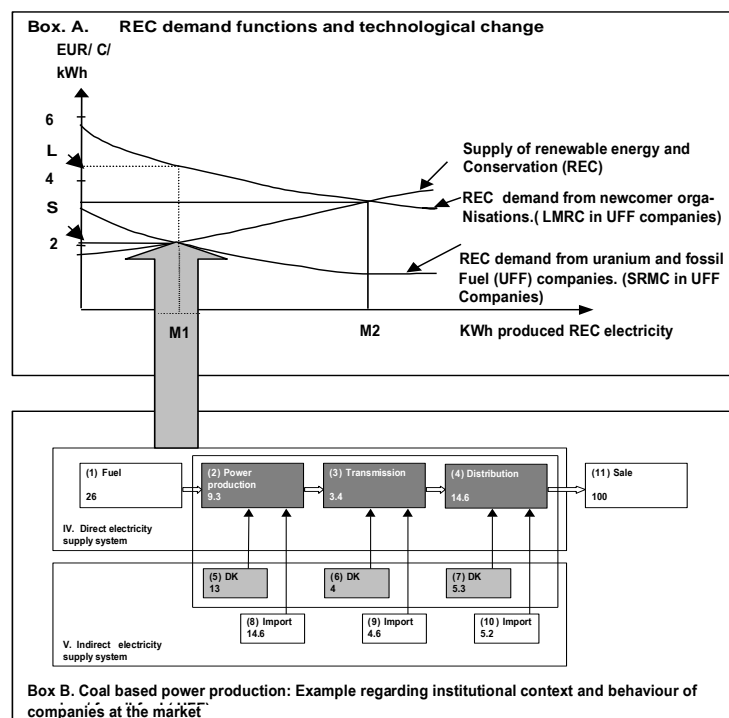 Box. A. REC demand functions and technological change
EUR/ C/
kWh
6
L
4
S
2
Supply of renewable energy and
Conservation (REC)
REC demand from newcomer orga-
Nisations.( LMRC in UFF companies)
REC demand from uranium and fossil
Fuel (UFF) companies. (SRMC in UFF
Companies)
M1
M2
KWh produced REC electricity
(1) Fuel
26
(2) Power
production
9.3
(3) Transmission
3.4
(4) Distribution
14.6
(11) Sale
100
IV. Direct electricity
supply system
(5) DK
13
(6) DK
4
(7) DK
5.3
(8) Import
14.6
(9) Import
4.6
(10) Import
5.2
V. Indirect electricity
supply system
Box B. Coal based power production: Example regarding institutional context and behaviour of
companies at the market